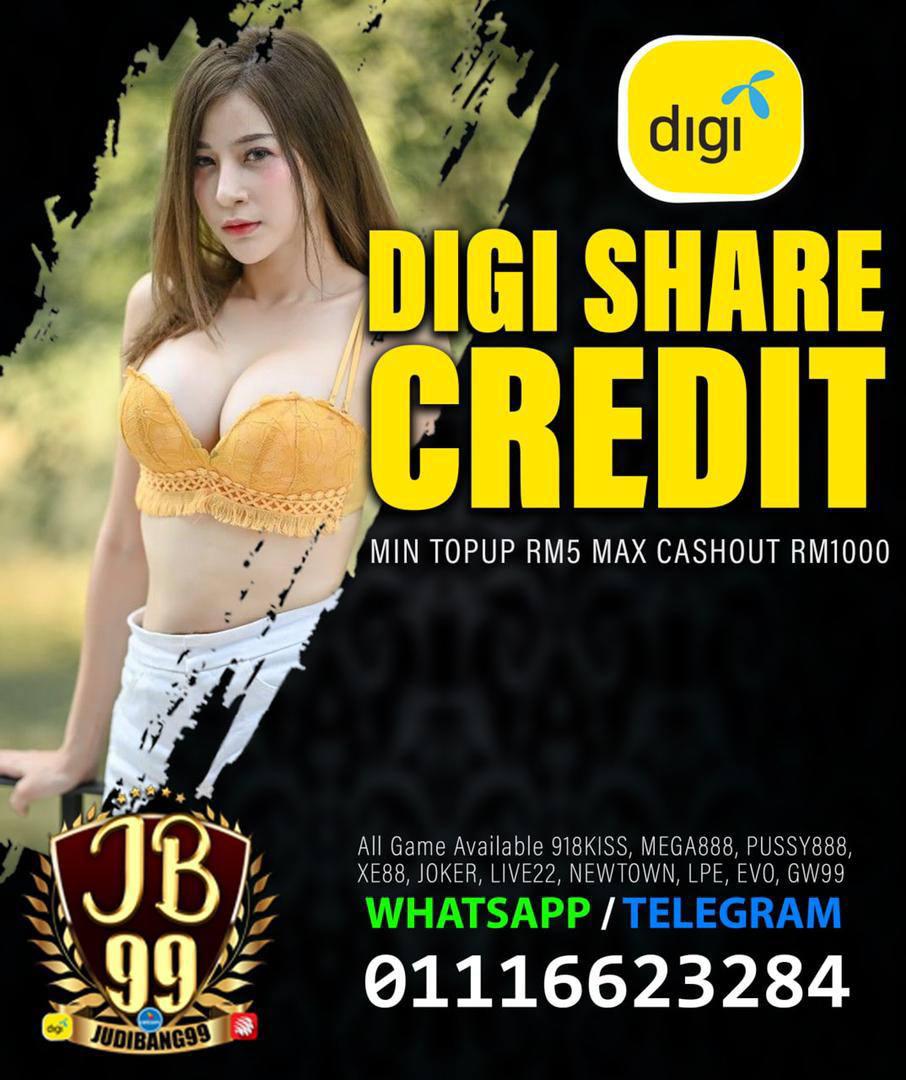 digi
DIGI SHARE
CREDIT
MIN TOPUP RM5 MAX CASHOUT RM1000
All Game Available 918KISS, MEGA888, PUSSY888,
XE88, JOKER, LIVE22, NEWTOWN, LPE, EVO, GW99
WHATSAPP / TELEGRAM
01116623284
JB
99
digi
JUDIBANG99